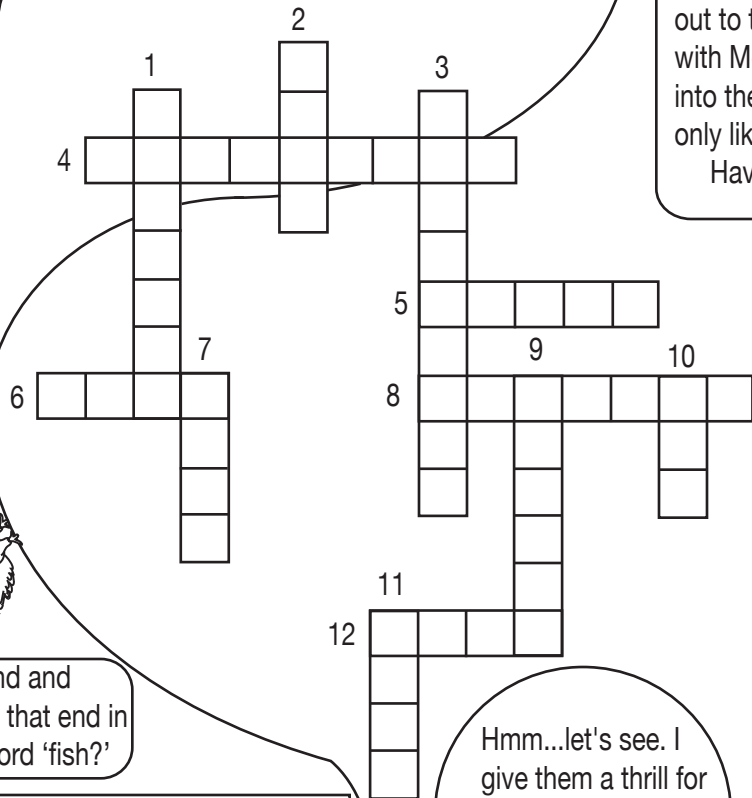 out to
with M
into the
only lik
Hav
2
1
3
4
5
7
9
10
6
8
11
12
nd and
that end in
ord ‘fish?’
Hmm...let's see. I
give them a thrill for